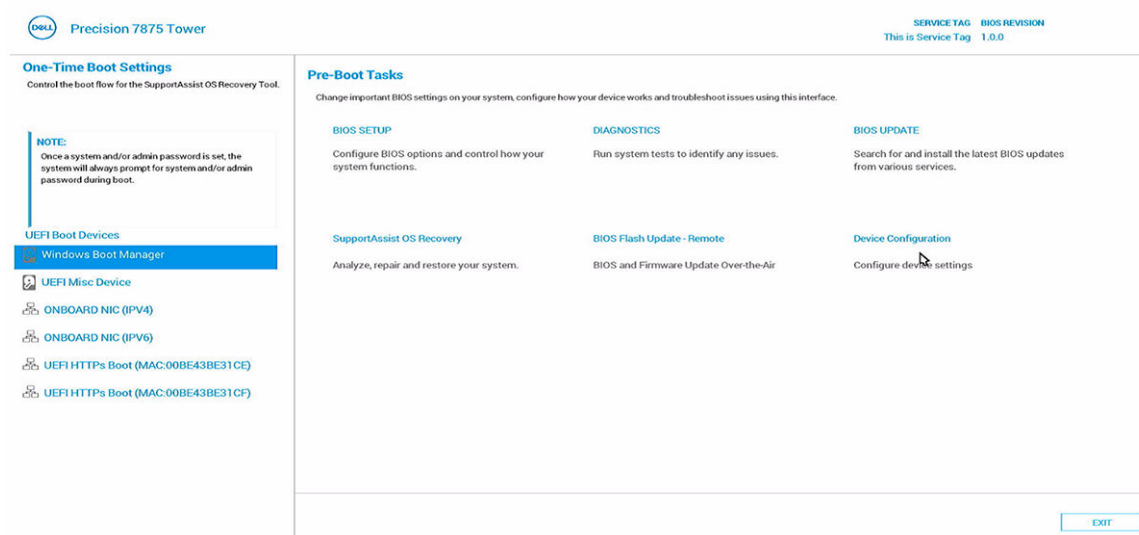 DELL
Precision 7875 Tower
SERVICE TAG BIOS REVISION
This is Service Tag 1.0.0
One-Time Boot Settings
Control the boot flow for the SupportAssist OS Recovery Tool.
NOTE:
Once a system and/or admin password is set, the
system will always prompt for system and/or admin
password during boot.
UEFI Boot Devices
Windows Boot Manager
UEFI Misc Device
ONBOARD NIC (IPV4)
ONBOARD NIC (IPV6)
UEFI HTTPs Boot (MAC:00BE43BE31CE)
UEFI HTTPs Boot (MAC:00BE43BE31CF)
Pre-Boot Tasks
Change important BIOS settings on your system, configure how your device works and troubleshoot issues using this interface.
BIOS SETUP
Configure BIOS options and control how your
system functions.
DIAGNOSTICS
Run system tests to identify any issues.
BIOS UPDATE
Search for and install the latest BIOS updates
from various services.
SupportAssist OS Recovery
Analyze, repair and restore your system.
BIOS Flash Update - Remote
BIOS and Firmware Update Over-the-Air
Device Configuration
Configure device settings
EXIT